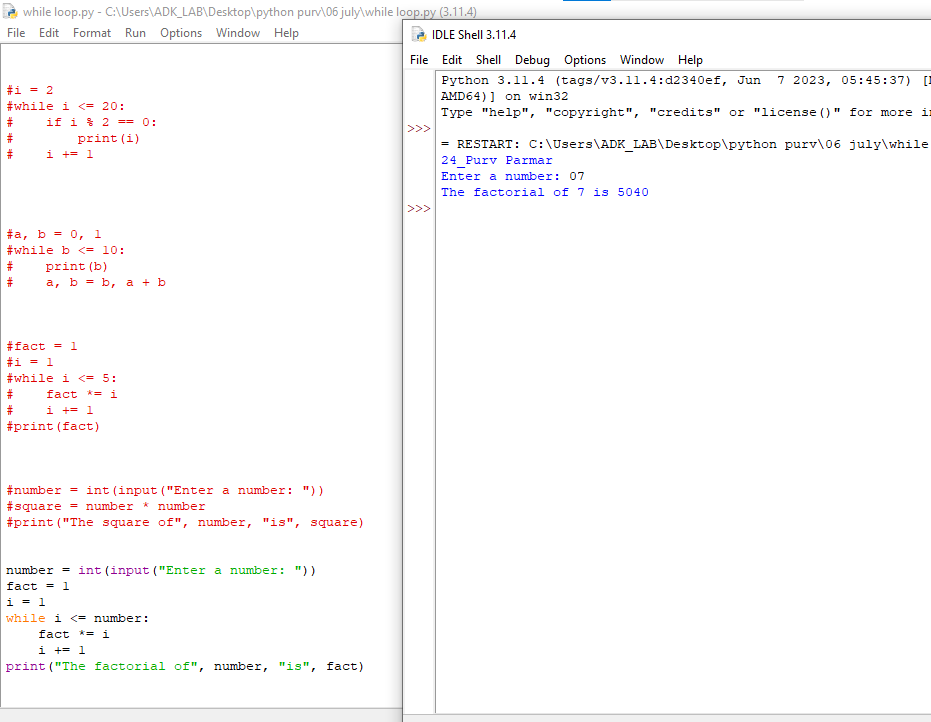 while loop.py - C:\Users\ADK_LAB\Desktop\python purv\06 july\while loop.py (3.11.4)
File Edit Format Run Options Window Help
#i = 2
#while i <= 20:
#    if i % 2 == 0:
#        print(i)
#    i += 1
#a, b = 0, 1
#while b <= 10:
#    print(b)
#    a, b = b, a + b
#fact = 1
#i = 1
#while i <= 5:
#    fact *= i
#    i += 1
#print(fact)
#number = int(input("Enter a number: "))
#square = number * number
#print("The square of", number, "is", square)
number = int(input("Enter a number: "))
fact = 1
i = 1
while i <= number:
    fact *= i
    i += 1
print("The factorial of", number, "is", fact)
IDLE Shell 3.11.4
File Edit Shell Debug Options Window Help
Python 3.11.4 (tags/v3.11.4:d2340ef, Jun  7 2023, 05:45:37) [
AMD64)] on win32
Type "help", "copyright", "credits" or "license()" for more
>>>
= RESTART: C:\Users\ADK_LAB\Desktop\python purv\06 july\while
24_Purv Parmar
Enter a number: 07
The factorial of 7 is 5040
>>>